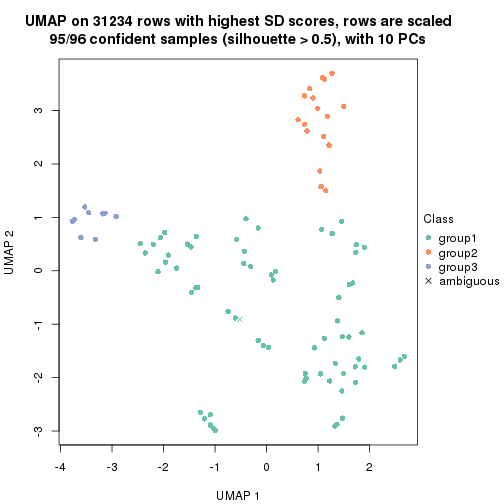 UMAP on 31234 rows with highest SD scores, rows are scaled
95/96 confident samples (silhouette > 0.5), with 10 PCs
3
2
1
0
-1
-2
-3
UMAP 2
-4 -3 -2 -1 0 1 2
UMAP 1
Class
group1
group2
group3
ambiguous